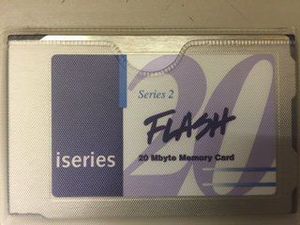 20
Series 2
FLASH
20 Mbyte Memory Card
iseries